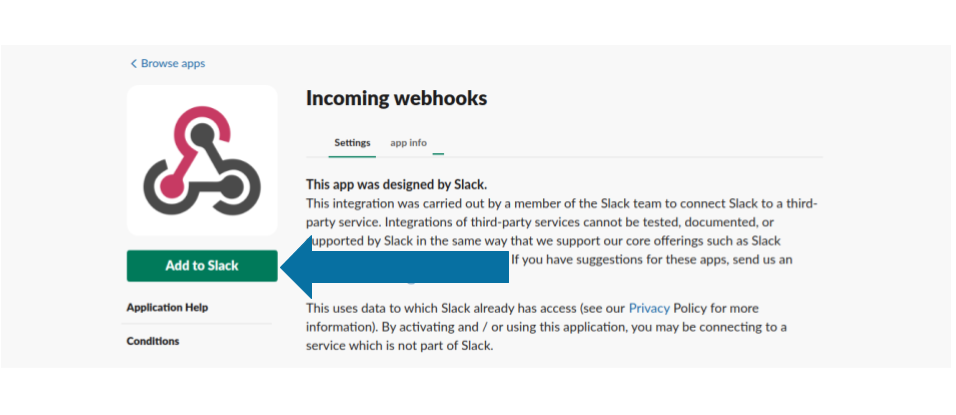 < Browse apps
Incoming webhooks
Settings app info
This app was designed by Slack.
This integration was carried out by a member of the Slack team to connect Slack to a third-
party service. Integrations of third-party services cannot be tested, documented, or
supported by Slack in the same way that we support our core offerings such as Slack
If you have suggestions for these apps, send us an
Add to Slack
Application Help
Conditions
This uses data to which Slack already has access (see our Privacy Policy for more
information). By activating and / or using this application, you may be connecting to a
service which is not part of Slack.